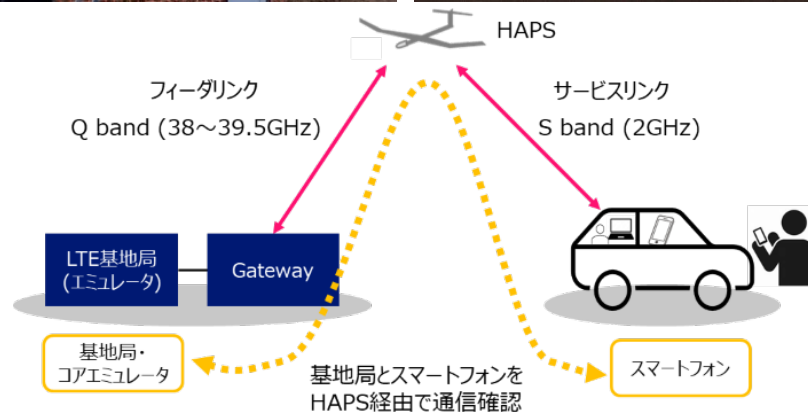 HAPS
フィーダリンク
Q band (38～39.5GHz)
サービスリンク
S band (2GHz)
LTE基地局
(エミュレータ)
Gateway
基地局・
コアエミュレータ
基地局とスマートフォンを
HAPS経由で通信確認
スマートフォン